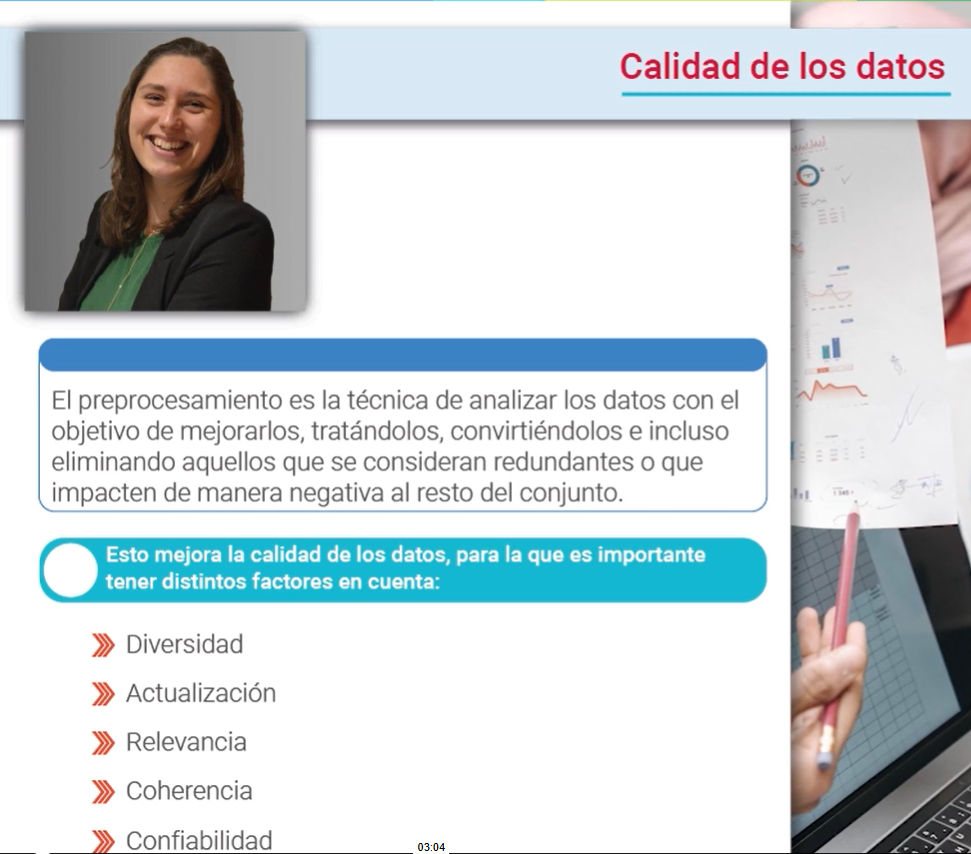 Calidad de los datos
El preprocesamiento es la técnica de analizar los datos con el
objetivo de mejorarlos, tratándolos, convirtiéndolos e incluso
eliminando aquellos que se consideran redundantes o que
impacten de manera negativa al resto del conjunto.
Esto mejora la calidad de los datos, para la que es importante
tener distintos factores en cuenta:
Diversidad
Actualización
Relevancia
Coherencia
Confiabilidad
03:04